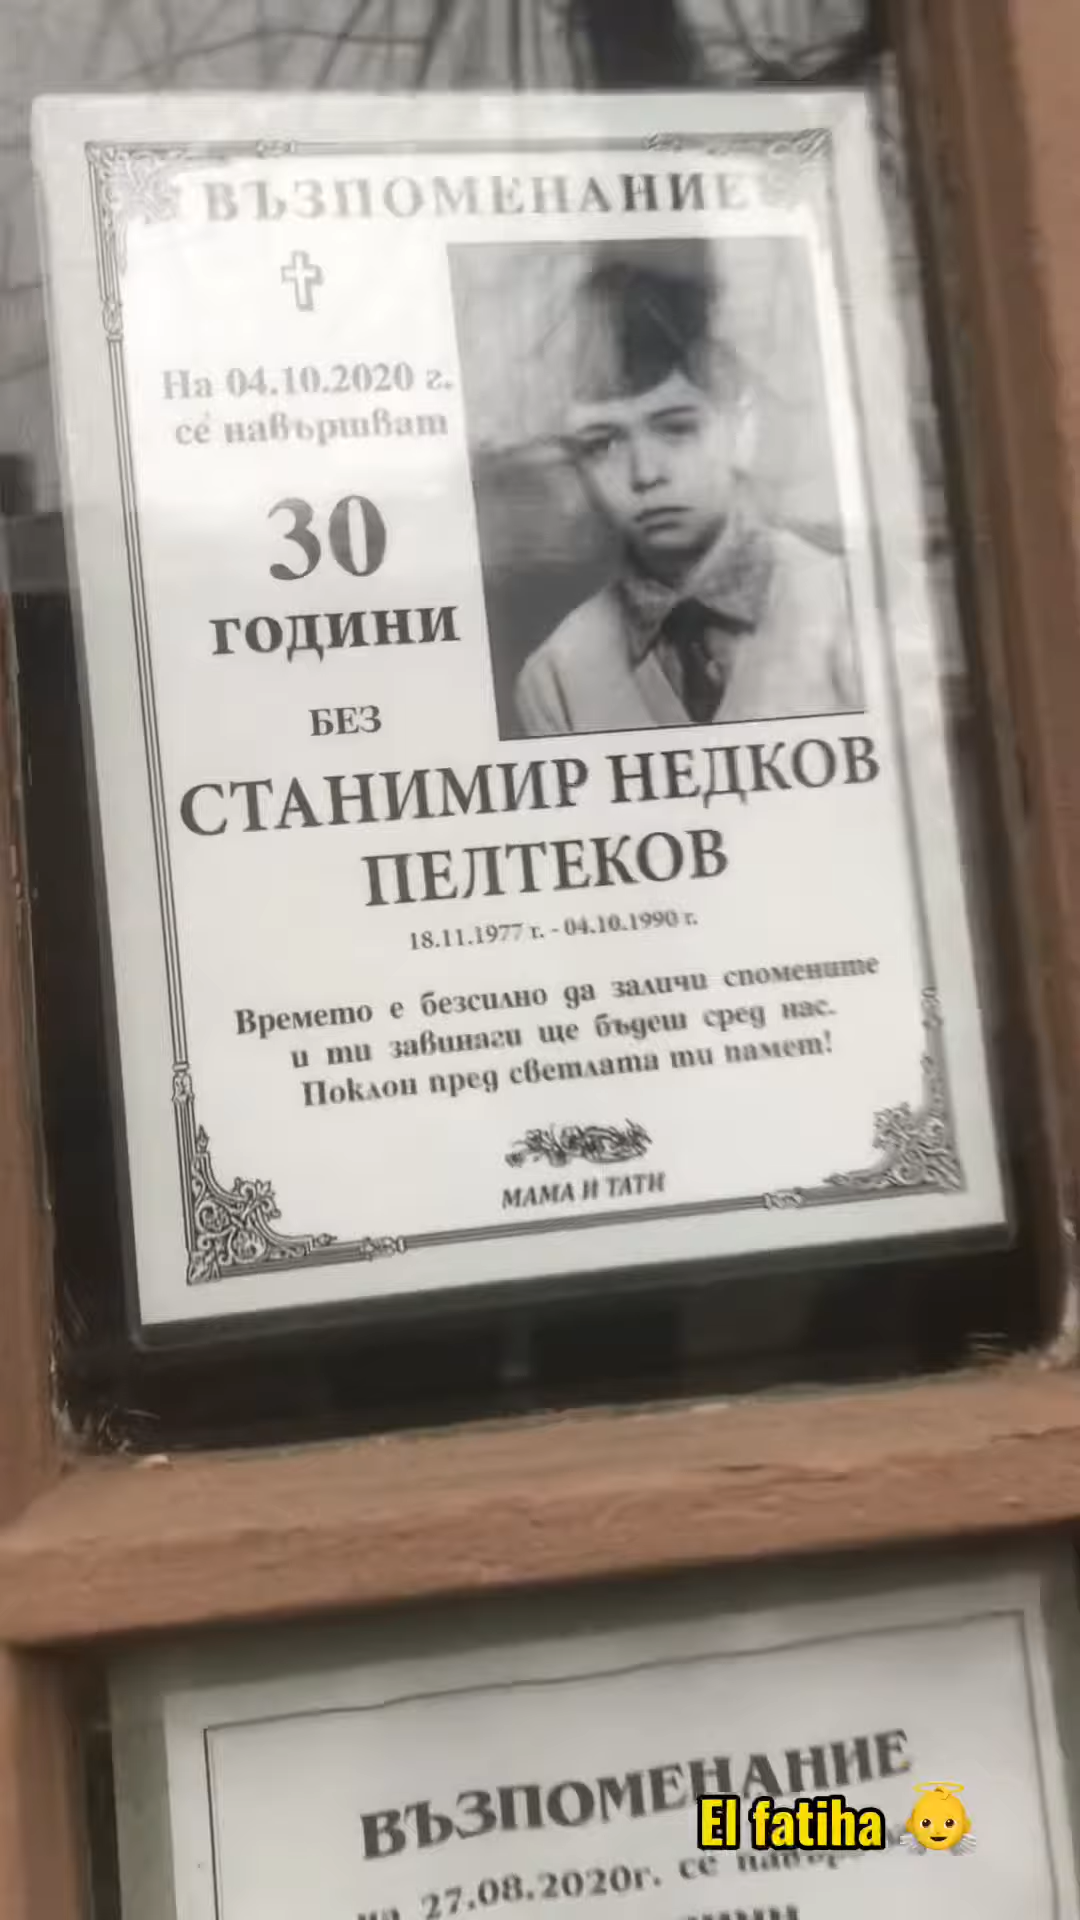 ВЪЗПОМЕНАНИЕ
На 04.10.2020 г.
се навършват
30
ГОДИНИ
БЕЗ
СТАНИМИР НЕДКОВ
ПЕЛТЕКОВ
18.11.1977 г. - 04.10.1990 г.
Времето е безсилно да заличи спомените
и ти завинаги ще бъдеш сред нас.
Поклон пред светлата ти памет!
МАМА И ТАТИ
ВЪЗПОМЕНАНИЕ
El fatiha 👼
на 27.08.2020г. се